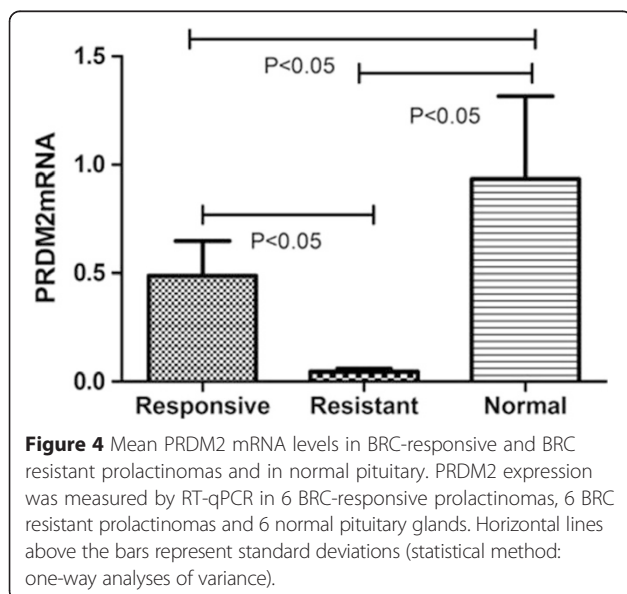 P<0.05
P<0.05
P<0.05
PRDM2mRNA
1.5
1.0
0.5
0.0
Responsive Resistant Normal
Figure 4 Mean PRDM2 mRNA levels in BRC-responsive and BRC
resistant prolactinomas and in normal pituitary. PRDM2 expression
was measured by RT-qPCR in 6 BRC-responsive prolactinomas, 6 BRC
resistant prolactinomas and 6 normal pituitary glands. Horizontal lines
above the bars represent standard deviations (statistical method:
one-way analyses of variance).